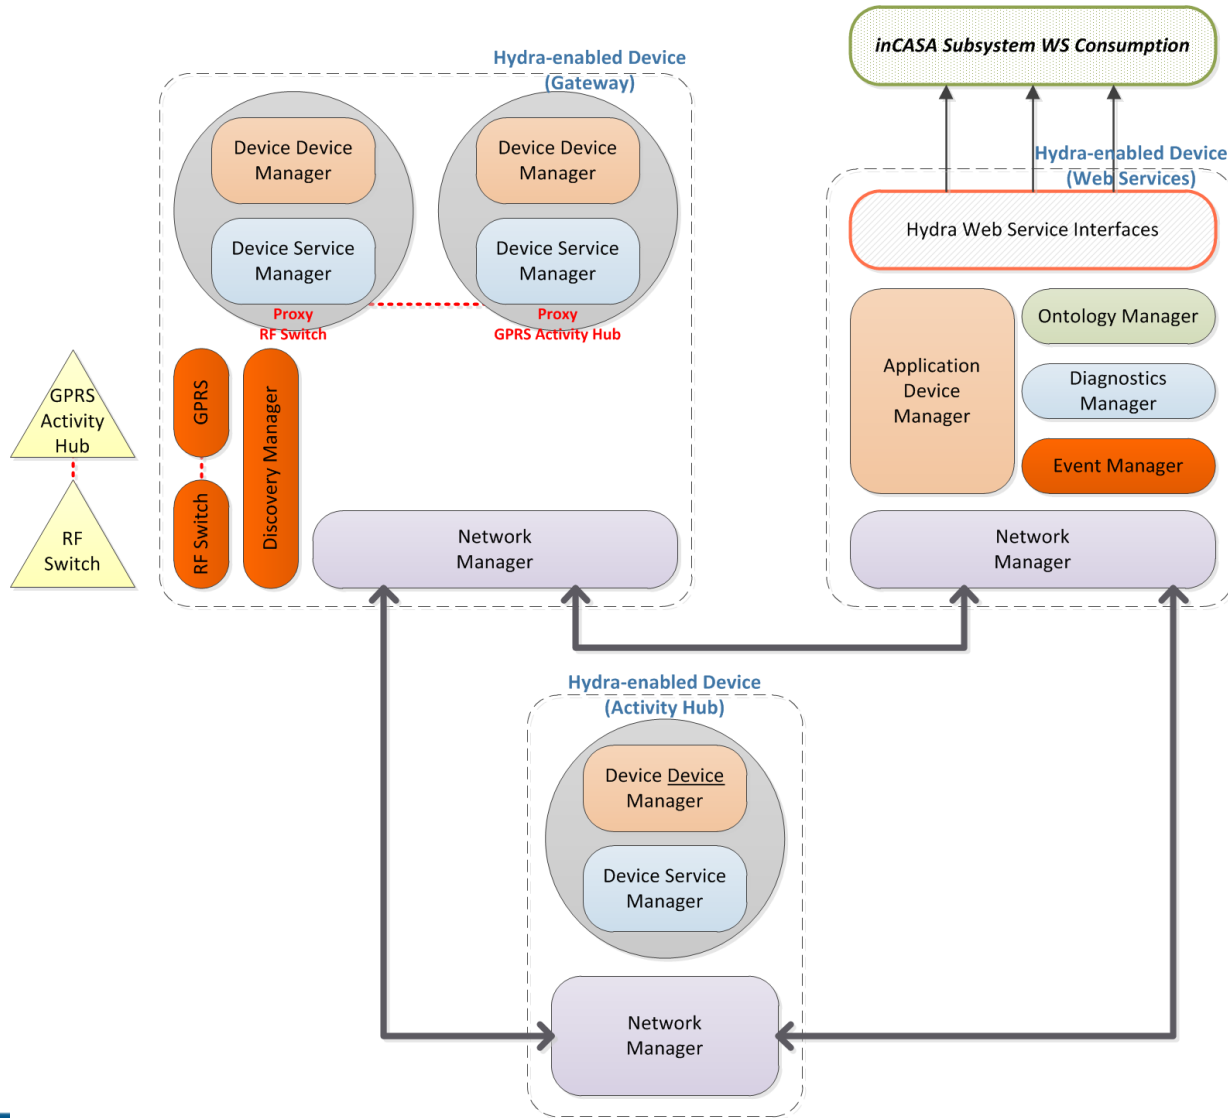 inCASA Subsystem WS Consumption
Hydra-enabled Device
(Gateway)
Device Device
Manager
Device Service
Manager
Proxy
RF Switch
Device Device
Manager
Device Service
Manager
Proxy
GPRS Activity Hub
GPRS
Activity
Hub
RF
Switch
GPRS
RF Switch
Discovery Manager
Network
Manager
Hydra-enabled Device
(Web Services)
Hydra Web Service Interfaces
Application
Device
Manager
Ontology Manager
Diagnostics
Manager
Event Manager
Network
Manager
Hydra-enabled Device
(Activity Hub)
Device Device
Manager
Device Service
Manager
Network
Manager